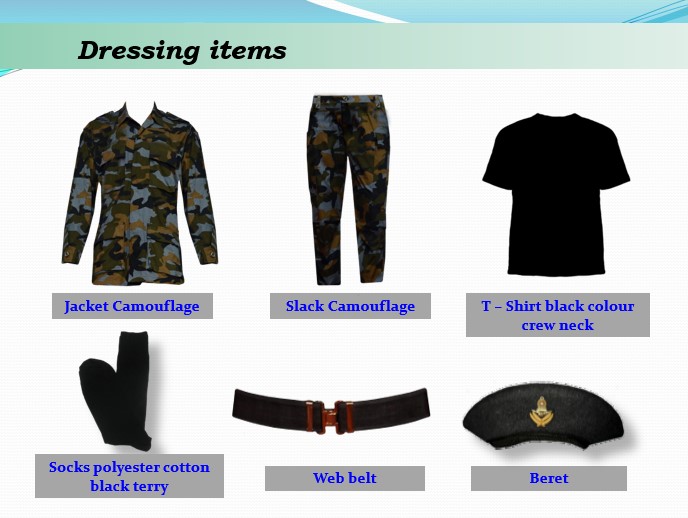 Dressing items
Jacket Camouflage
Slack Camouflage
T – Shirt black colour
crew neck
Socks polyester cotton
black terry
Web belt
Beret